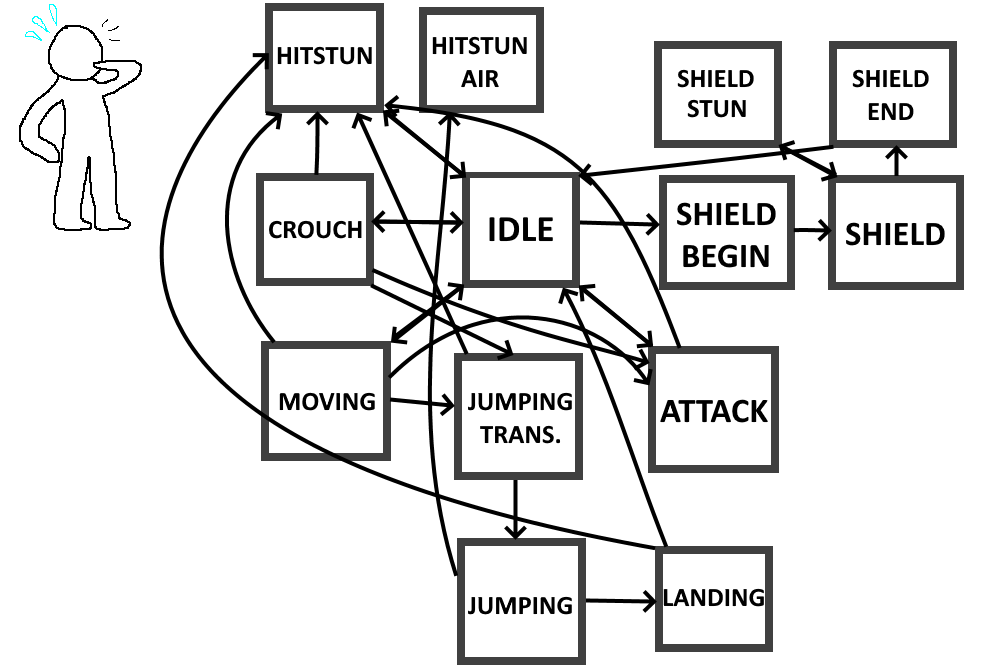 HITSTUN
HITSTUN
AIR
SHIELD
STUN
SHIELD
END
CROUCH
IDLE
SHIELD
BEGIN
SHIELD
MOVING
JUMPING
TRANS.
ATTACK
JUMPING
LANDING